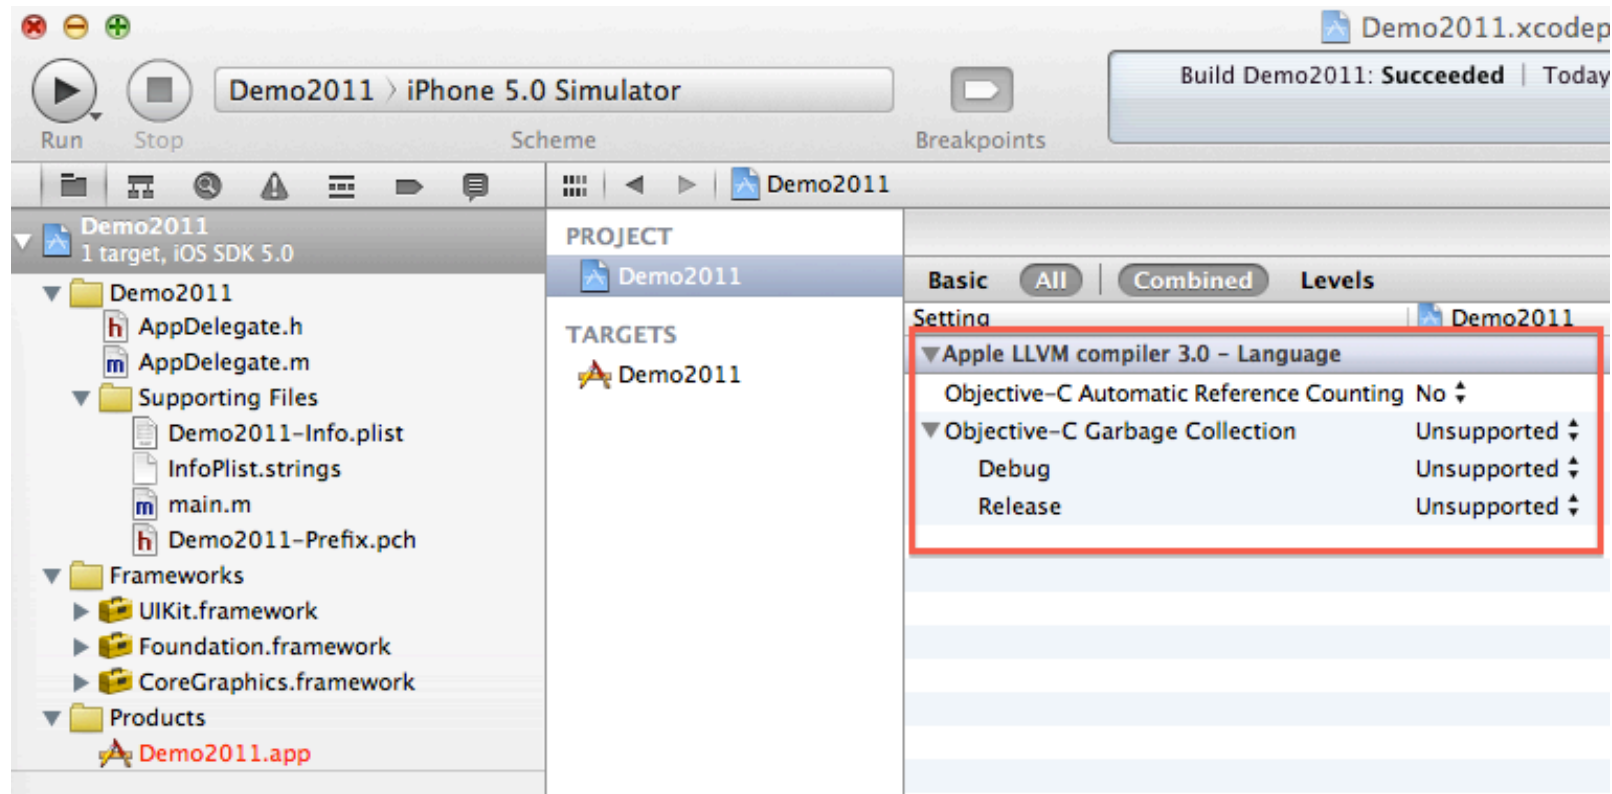 Demo2011.xcodep
Demo2011 〉 iPhone 5.0 Simulator
Build Demo2011: Succeeded | Today
Run Stop Scheme Breakpoints
Demo2011
Demo2011
1 target, iOS SDK 5.0
Demo2011
AppDelegate.h
AppDelegate.m
Supporting Files
Demo2011-Info.plist
InfoPlist.strings
main.m
Demo2011-Prefix.pch
Frameworks
UIKit.framework
Foundation.framework
CoreGraphics.framework
Products
Demo2011.app
PROJECT
Demo2011
TARGETS
Demo2011
Basic All Combined Levels
Setting Demo2011
Apple LLVM compiler 3.0 - Language
Objective-C Automatic Reference Counting No
Objective-C Garbage Collection Unsupported
Debug Unsupported
Release Unsupported